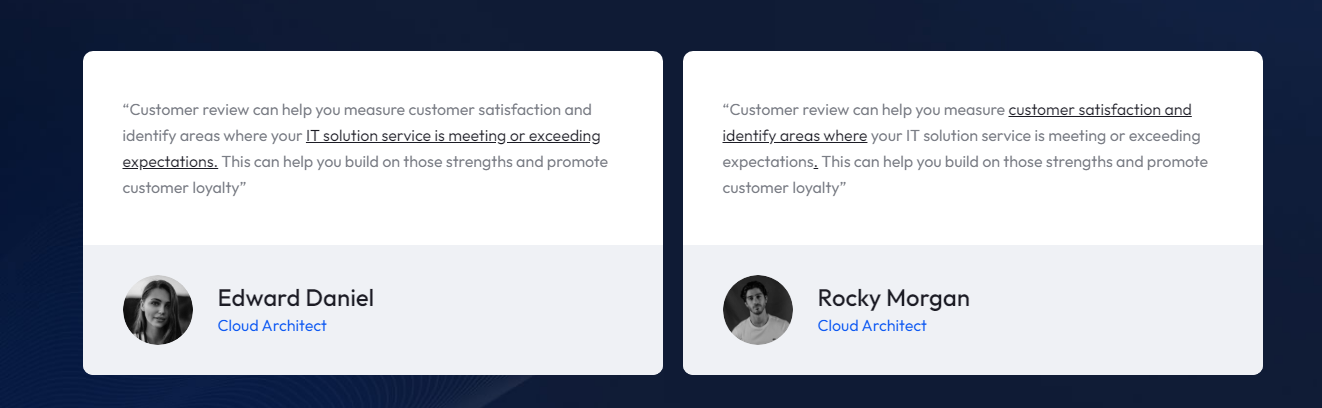 “Customer review can help you measure customer satisfaction and
identify areas where your IT solution service is meeting or exceeding
expectations. This can help you build on those strengths and promote
customer loyalty”
Edward Daniel
Cloud Architect
“Customer review can help you measure customer satisfaction and
identify areas where your IT solution service is meeting or exceeding
expectations. This can help you build on those strengths and promote
customer loyalty”
Rocky Morgan
Cloud Architect